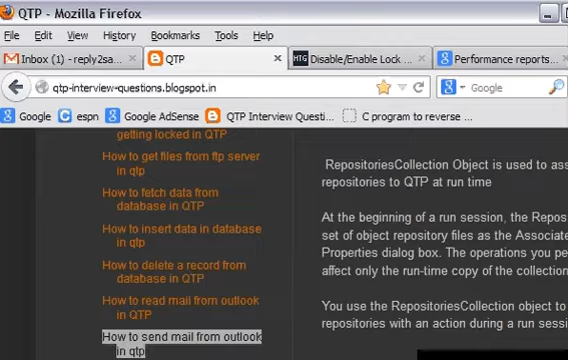 QTP - Mozilla Firefox
File Edit View History Bookmarks Tools Help
Inbox (1) - reply2sa... QTP HTG Disable/Enable Lock ... Performance reports...
qtp-interview-questions.blogspot.in Google
Google espn Google AdSense QTP Interview Questi... C program to reverse ...
getting locked in QTP
How to get files from ftp server
in qtp
How to fetch data from
database in QTP
How to insert data in database
in qtp
How to delete a record from
database in QTP
How to read mail from outlook
in QTP
How to send mail from outlook
in qtp
RepositoriesCollection Object is used to ass
repositories to QTP at run time
At the beginning of a run session, the Repos
set of object repository files as the Associate
Properties dialog box. The operations you pe
affect only the run-time copy of the collection
You use the RepositoriesCollection object to
repositories with an action during a run sessi